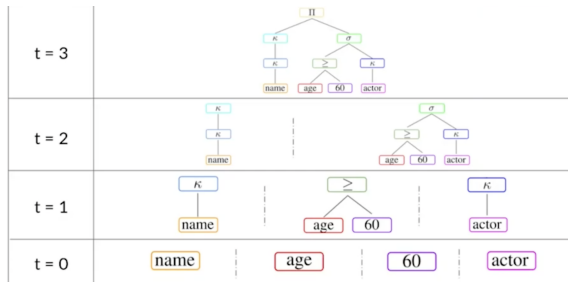 t = 3
Π
κ σ
κ ≥ κ
name age 60 actor
t = 2
κ σ
κ ≥ κ
name age 60 actor
t = 1
κ ≥ κ
name age 60 actor
t = 0
name age 60 actor